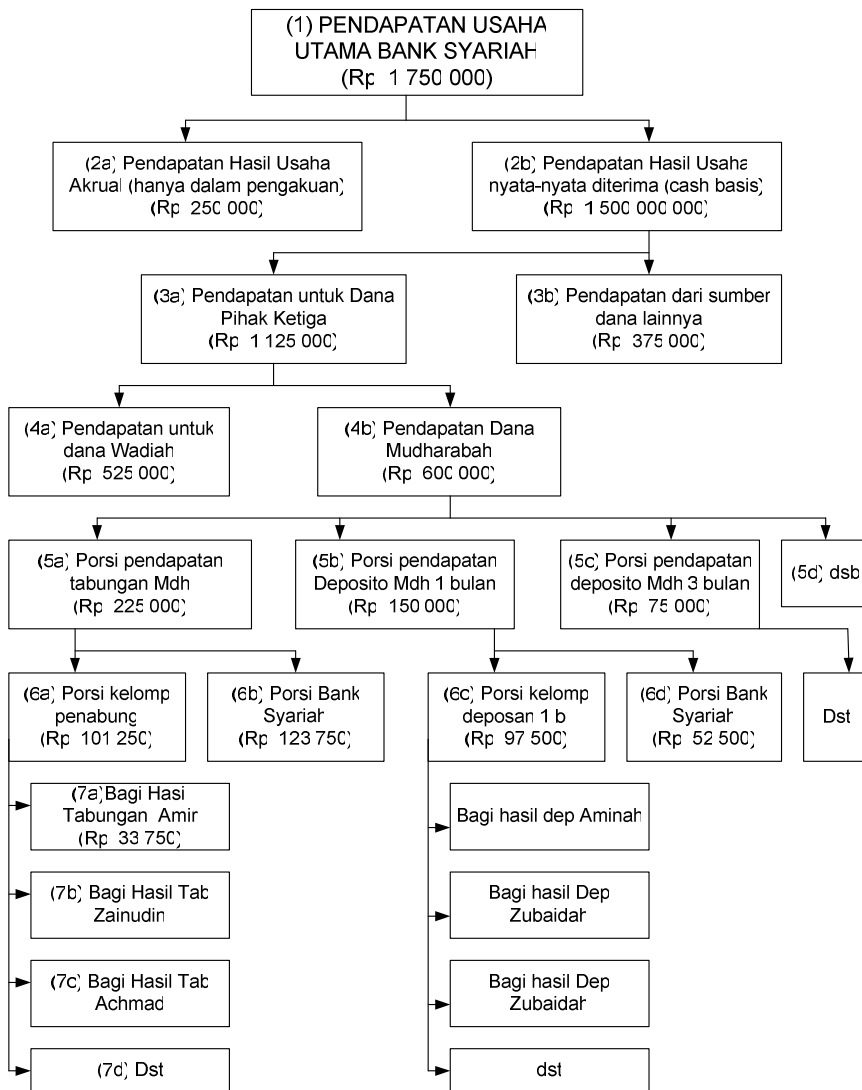 (1) PENDAPATAN USAHA
UTAMA BANK SYARIAH
(Rp 1 750 000)
(2a) Pendapatan Hasil Usaha
Akrual (hanya dalam pengakuan)
(Rp 250 000)
(2b) Pendapatan Hasil Usaha
nyata-nyata diterima (cash basis)
(Rp 1 500 000 000)
(3a) Pendapatan untuk Dana
Pihak Ketiga
(Rp 1 125 000)
(3b) Pendapatan dari sumber
dana lainnya
(Rp 375 000)
(4a) Pendapatan untuk
dana Wadiah
(Rp 525 000)
(4b) Pendapatan Dana
Mudharabah
(Rp 600 000)
(5a) Porsi pendapatan
tabungan Mdh
(Rp 225 000)
(5b) Porsi pendapatan
Deposito Mdh 1 bulan
(Rp 150 000)
(5c) Porsi pendapatan
deposito Mdh 3 bulan
(Rp 75 000)
(5d) dsb
(6a) Porsi kelomp
penabung
(Rp 101 250)
(6b) Porsi Bank
Syariah
(Rp 123 750)
(6c) Porsi kelomp
deposan 1 b
(Rp 97 500)
(6d) Porsi Bank
Syariah
(Rp 52 500)
Dst
(7a)Bagi Hasi
Tabungan Amir
(Rp 33 750)
(7b) Bagi Hasil Tab
Zainudin
(7c) Bagi Hasil Tab
Achmad
(7d) Dst
Bagi hasil dep Aminah
Bagi hasil Dep
Zubaidah
Bagi hasil Dep
Zubaidah
dst